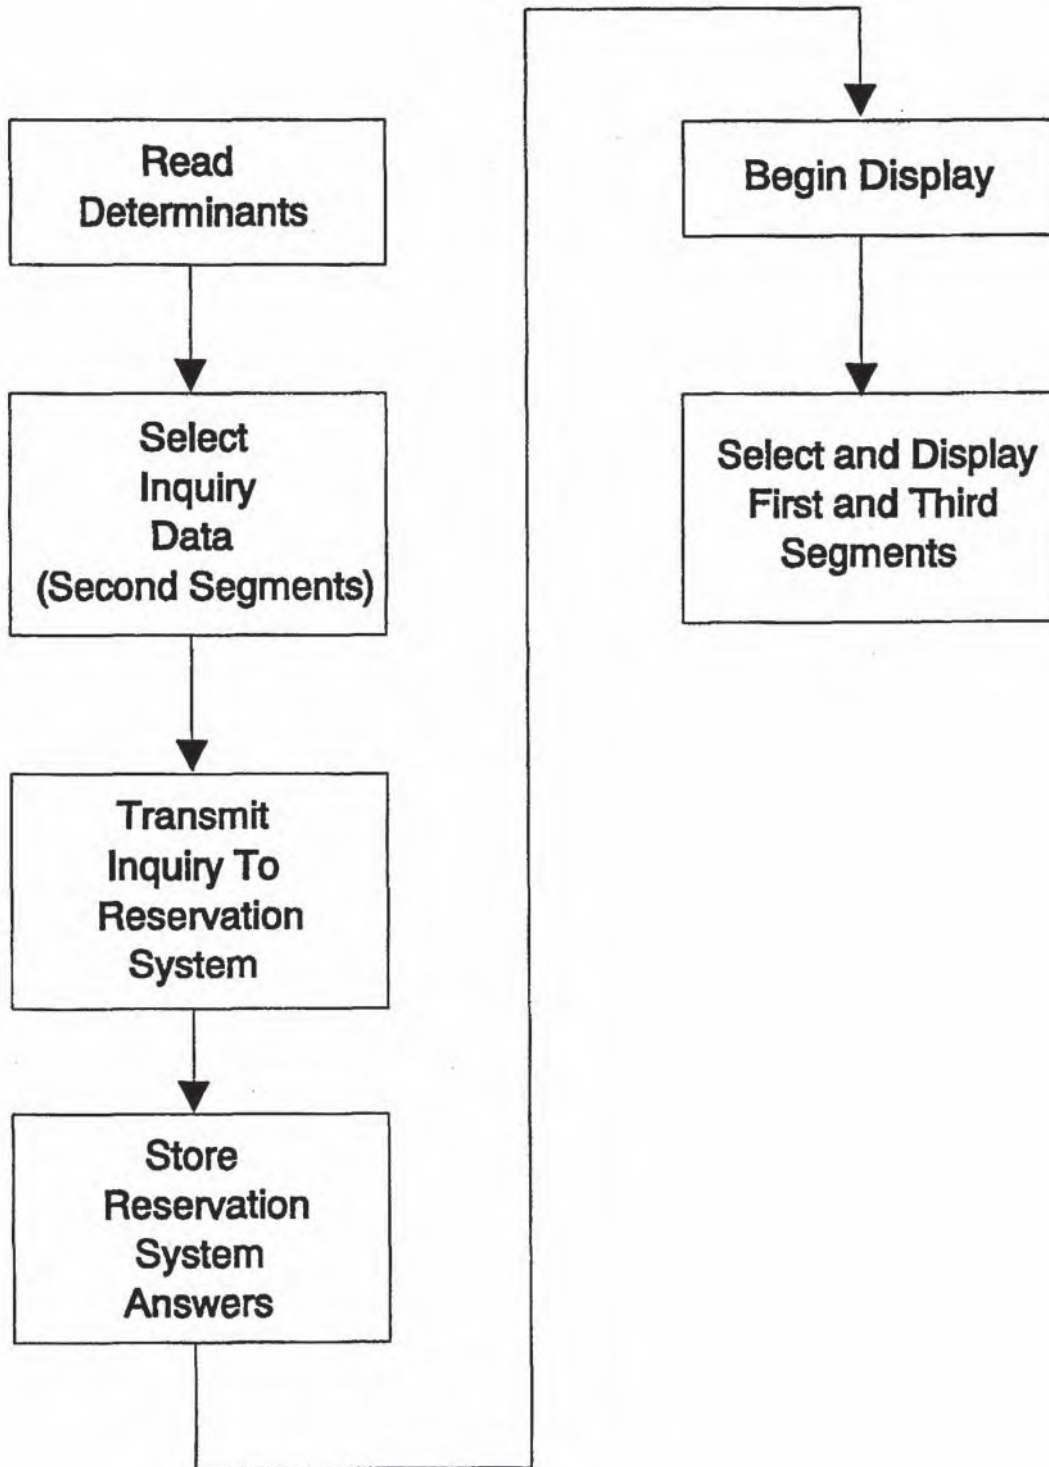 Read
Determinants
Select
Inquiry
Data
(Second Segments)
Transmit
Inquiry To
Reservation
System
Store
Reservation
System
Answers
Begin Display
Select and Display
First and Third
Segments